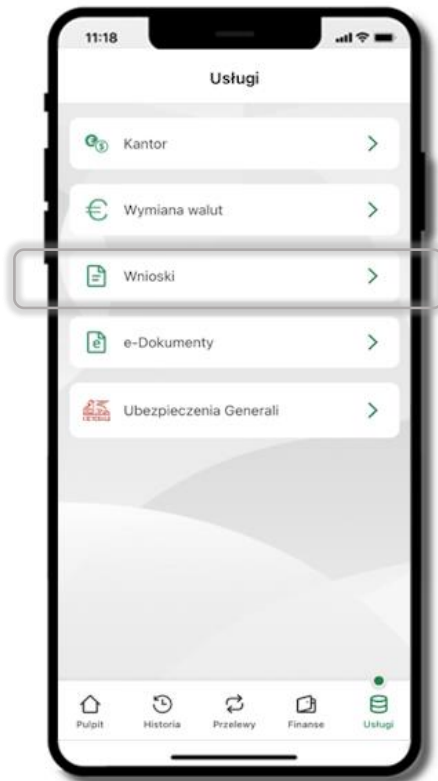 11:18
Usługi
Kantor
Wymiana walut
Wnioski
e-Dokumenty
Ubezpieczenia Generali
Pulpit
Historia
Przelewy
Finanse
Usługi